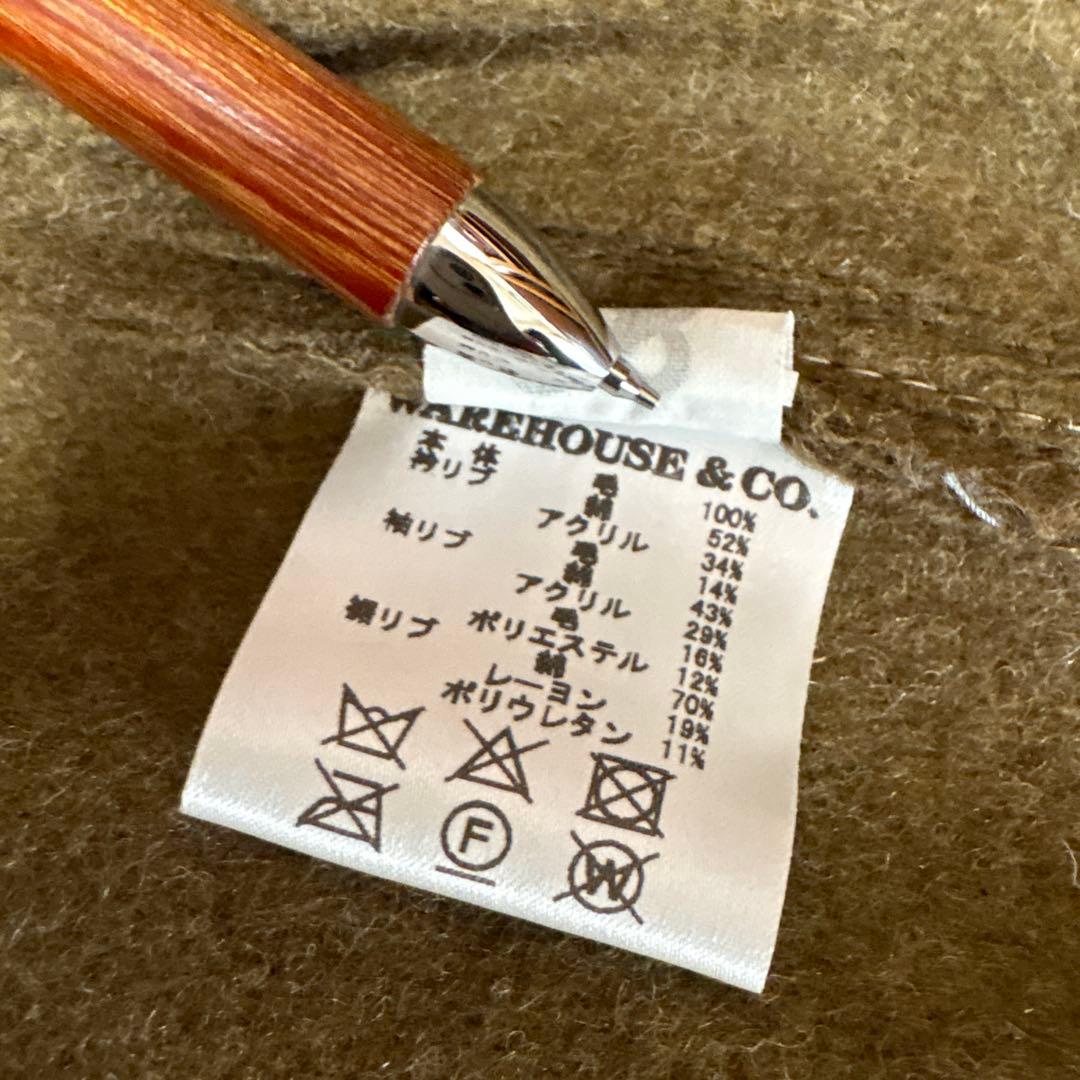 WAREHOUSE & CO.
本 体 毛 100%
衿リブ 綿 52%
アクリル 34%
毛 14%
袖リブ 綿 43%
アクリル 29%
毛 16%
ポリエステル 12%
裾リブ 綿 70%
レーヨン 19%
ポリウレタン 11%
F
W